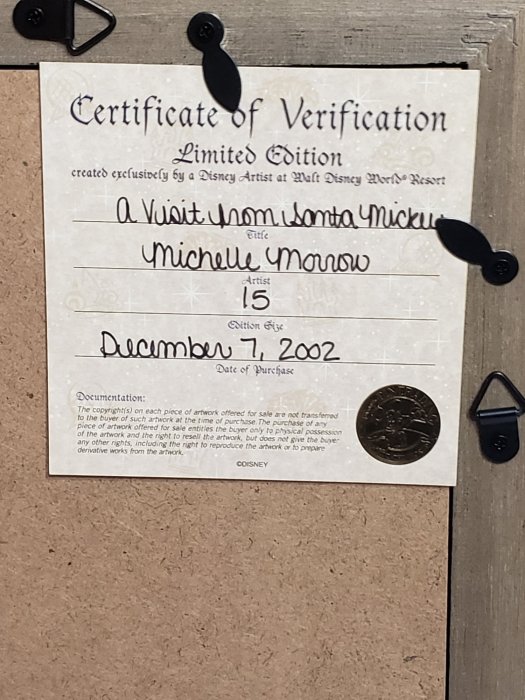 Certificate of Verification
Limited Edition
created exclusively by a Disney Artist at Walt Disney World® Resort
A Visit from Santa Mickey
Title
Michelle Morrow
Artist
15
Edition Size
December 7, 2002
Date of Purchase
Documentation:
The copyright(s) on each piece of artwork offered for sale are not transferred
to the buyer of such artwork at the time of purchase. The purchase of any
piece of artwork offered for sale entitles the buyer only to physical possession
of the artwork and the right to resell the artwork, but does not give the buyer
any other rights, including the right to reproduce the artwork or to prepare
derivative works from the artwork.
©DISNEY